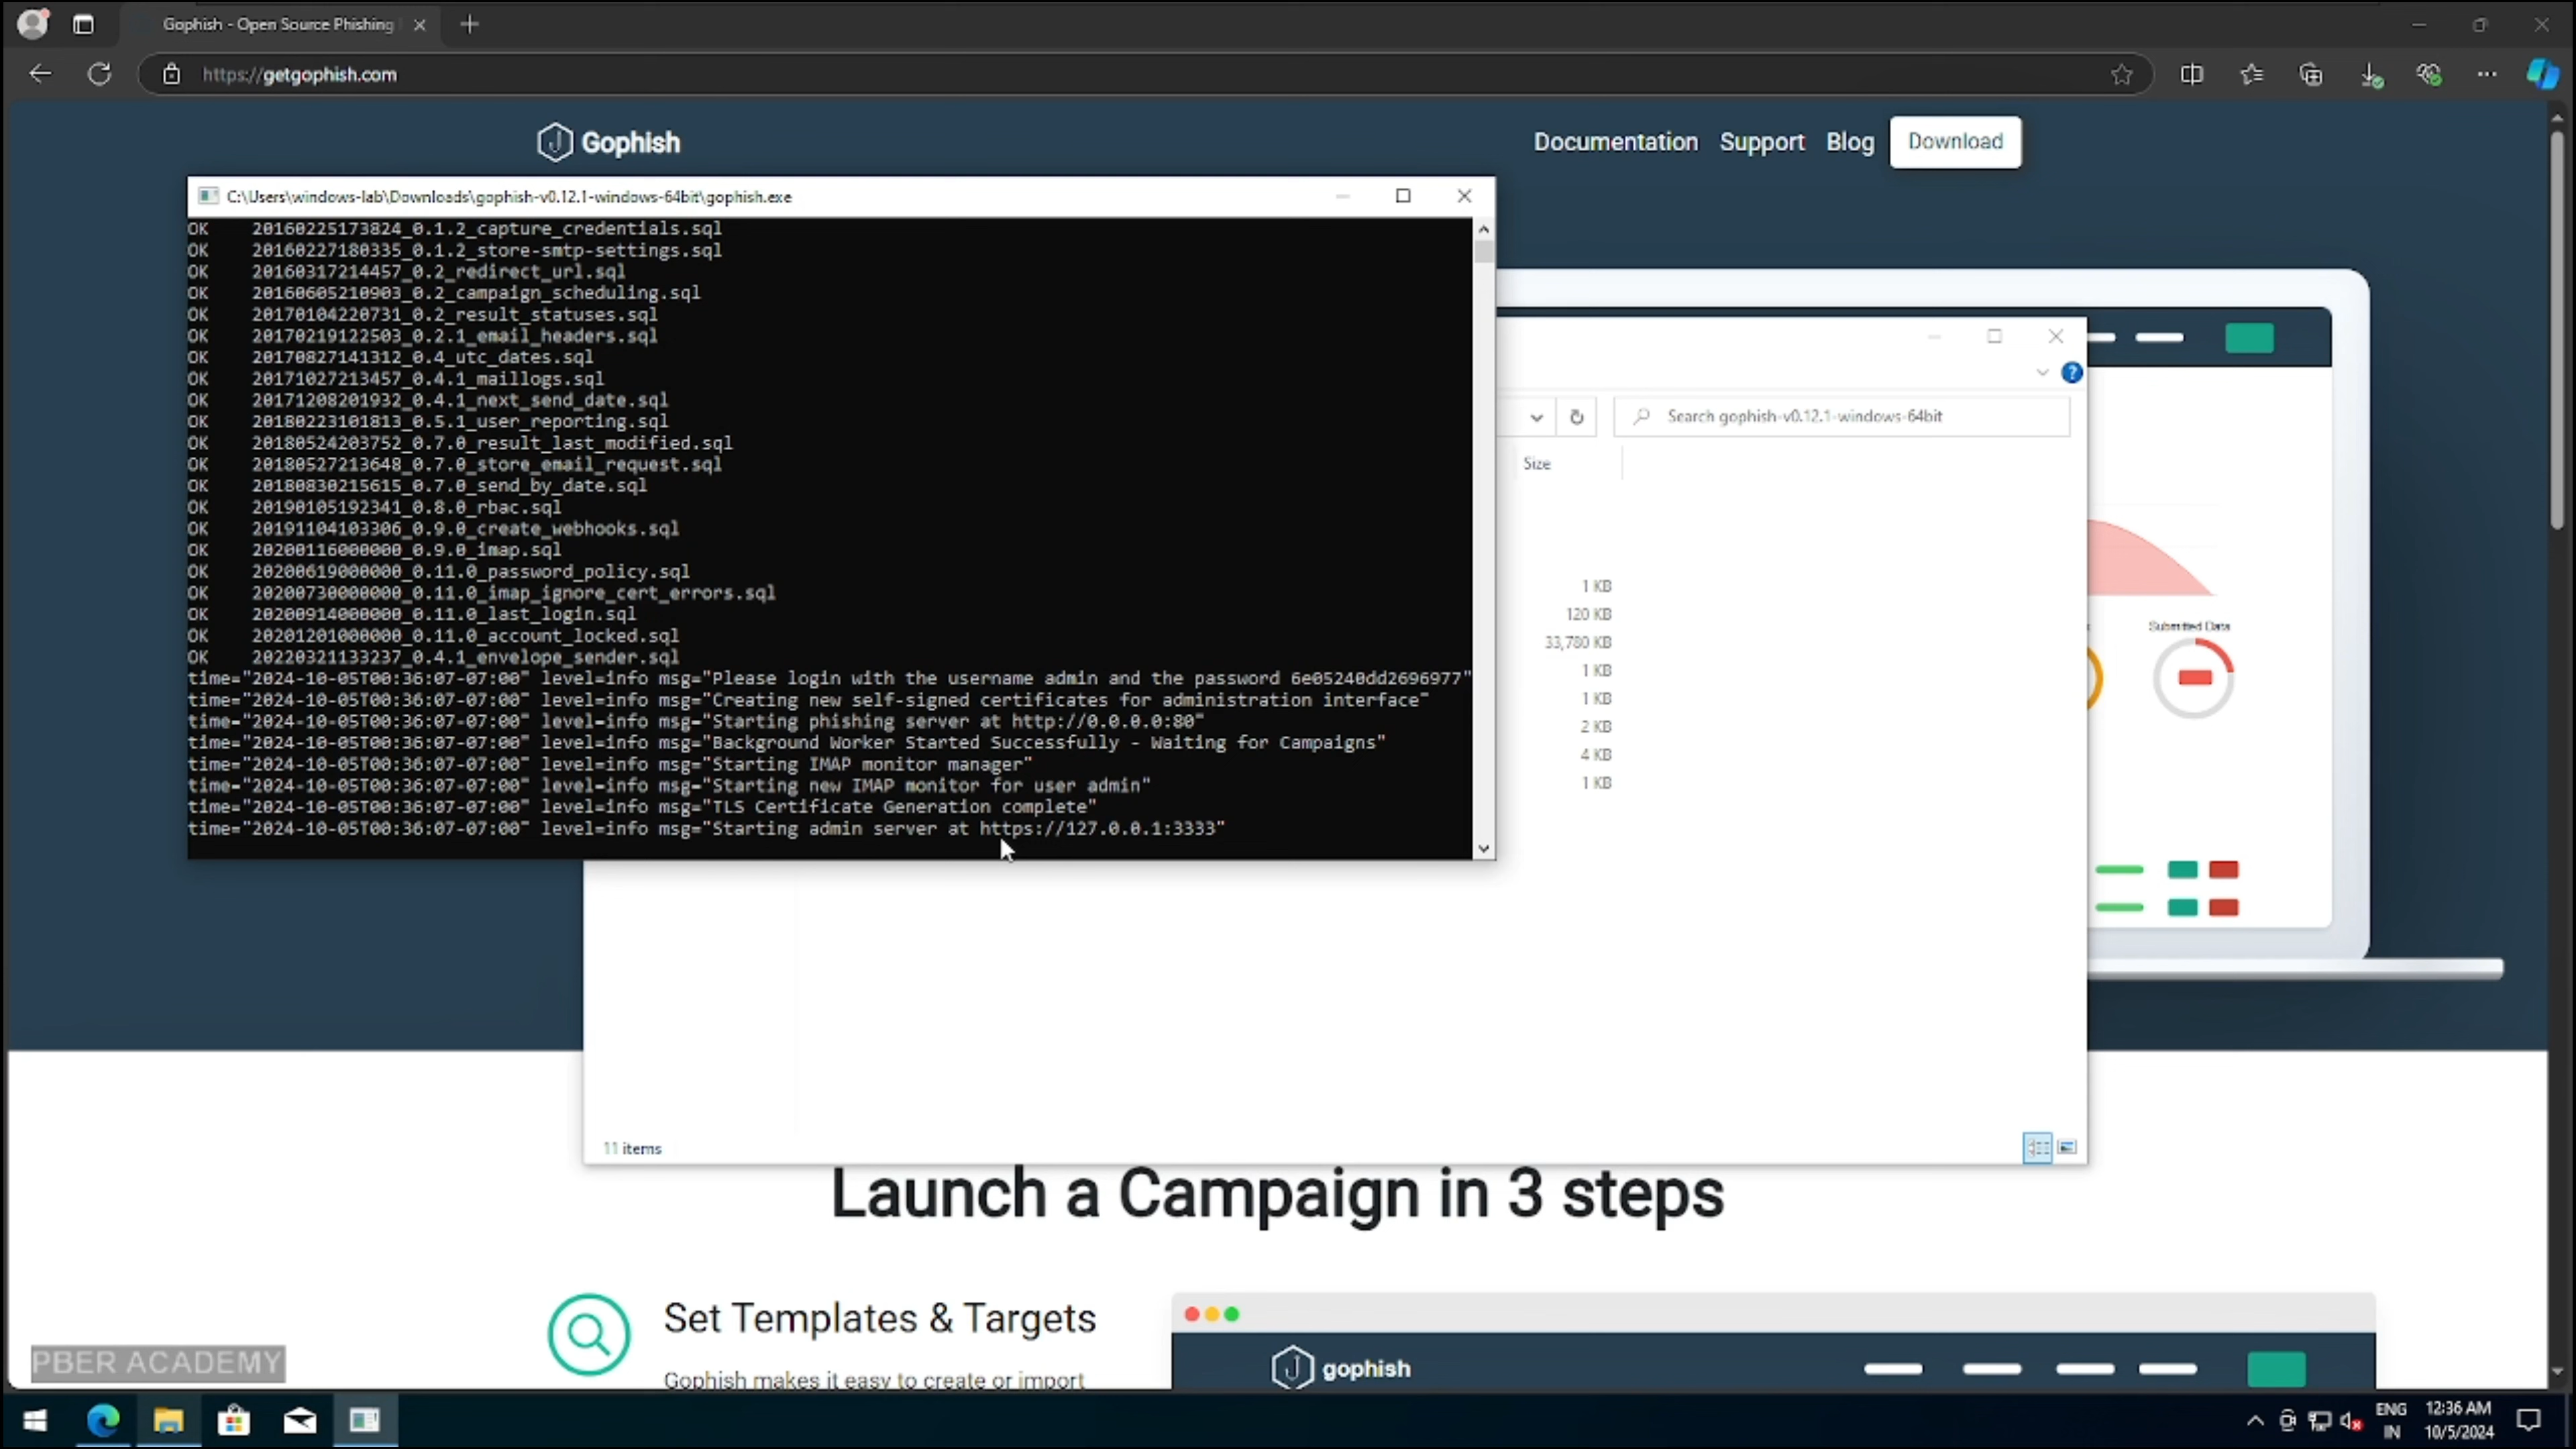 Gophish - Open Source Phishing
https://getgophish.com
Gophish
Documentation Support Blog Download
C:\Users\windows-lab\Downloads\gophish-v0.12.1-windows-64bit\gophish.exe
OK 20160225173824_0.1.2_capture_credentials.sql
OK 20160227180335_0.1.2_store-smtp-settings.sql
OK 20160317214457_0.2_redirect_url.sql
OK 20160605210903_0.2_campaign_scheduling.sql
OK 20170104220731_0.2_result_statuses.sql
OK 20170219122503_0.2.1_email_headers.sql
OK 20170827141312_0.4_utc_dates.sql
OK 20171027213457_0.4.1_maillogs.sql
OK 20171208201932_0.4.1_next_send_date.sql
OK 20180223101813_0.5.1_user_reporting.sql
OK 20180524203752_0.7.0_result_last_modified.sql
OK 20180527213648_0.7.0_store_email_request.sql
OK 20180830215615_0.7.0_send_by_date.sql
OK 20190105192341_0.8.0_rbac.sql
OK 20191104103306_0.9.0_create_webhooks.sql
OK 20200116000000_0.9.0_imap.sql
OK 20200619000000_0.11.0_password_policy.sql
OK 20200730000000_0.11.0_imap_ignore_cert_errors.sql
OK 20200914000000_0.11.0_last_login.sql
OK 20201201000000_0.11.0_account_locked.sql
OK 20220321133237_0.4.1_envelope_sender.sql
time="2024-10-05T00:36:07-07:00" level=info msg="Please login with the username admin and the password 6e05240dd2696977"
time="2024-10-05T00:36:07-07:00" level=info msg="Creating new self-signed certificates for administration interface"
time="2024-10-05T00:36:07-07:00" level=info msg="Starting phishing server at http://0.0.0.0:80"
time="2024-10-05T00:36:07-07:00" level=info msg="Background Worker Started Successfully - Waiting for Campaigns"
time="2024-10-05T00:36:07-07:00" level=info msg="Starting IMAP monitor manager"
time="2024-10-05T00:36:07-07:00" level=info msg="Starting new IMAP monitor for user admin"
time="2024-10-05T00:36:07-07:00" level=info msg="TLS Certificate Generation complete"
time="2024-10-05T00:36:07-07:00" level=info msg="Starting admin server at https://127.0.0.1:3333"
Search gophish-v0.12.1-windows-64bit
Size
1 KB
120 KB
33,780 KB
1 KB
1 KB
2 KB
4 KB
1 KB
Submitted Data
11 items
Launch a Campaign in 3 steps
Set Templates & Targets
Gophish makes it easy to create or import
gophish
PBER ACADEMY
ENG
IN
12:36 AM
10/5/2024